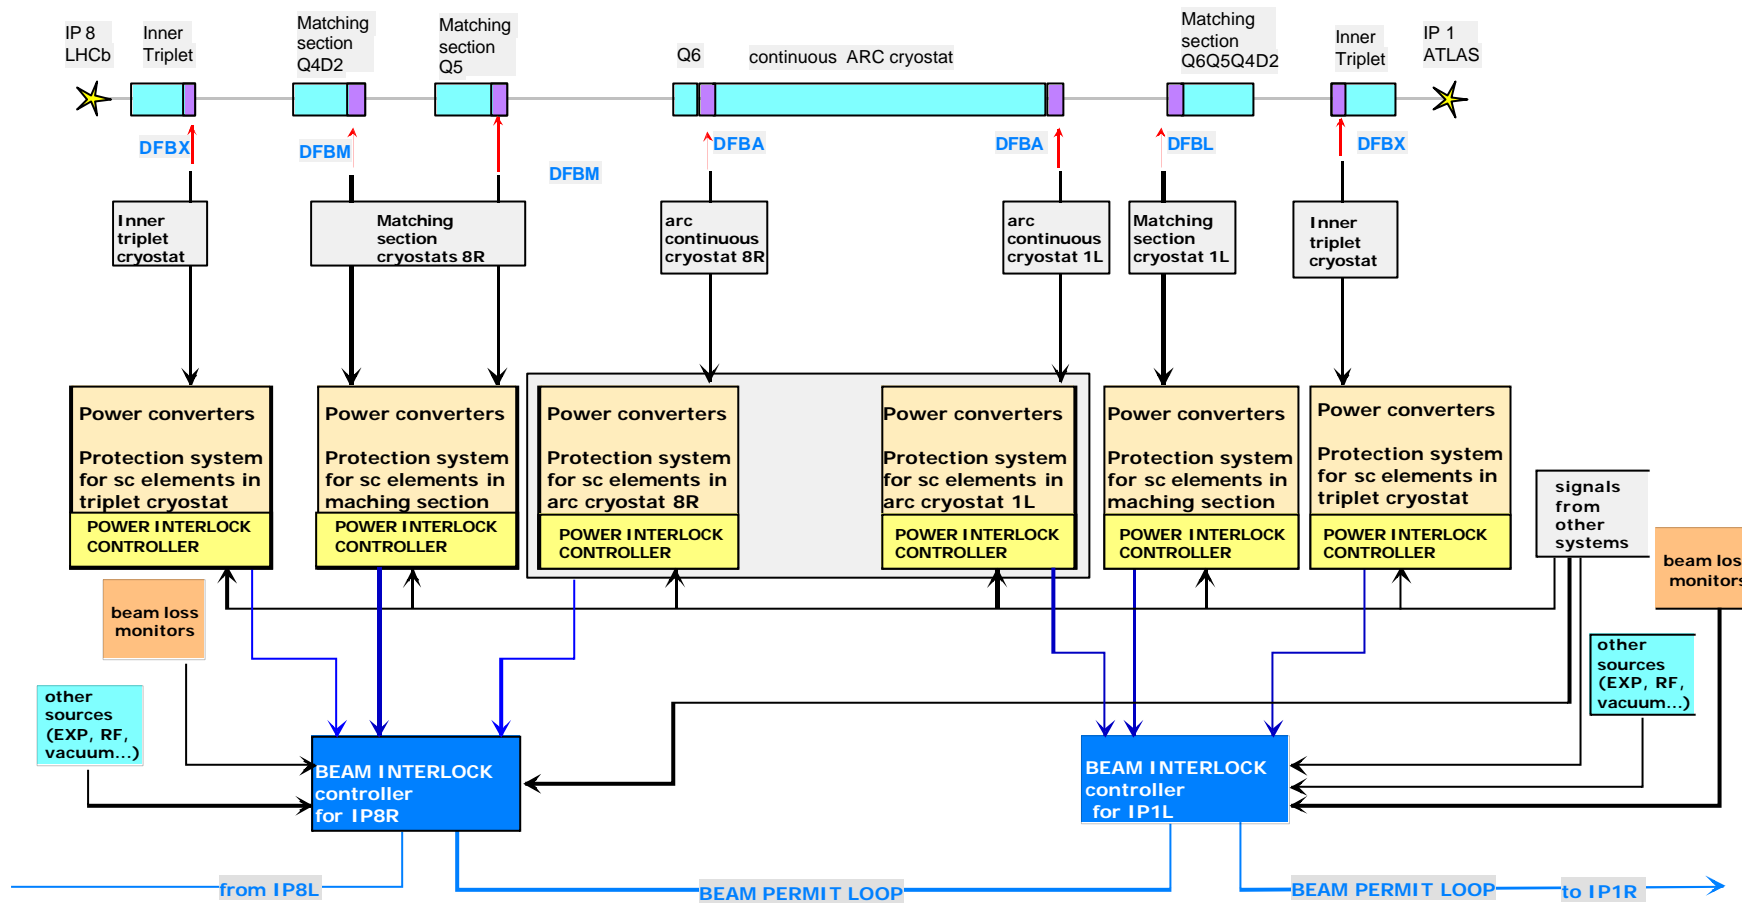 IP 8
LHCb
Inner
Triplet
Matching
section
Q4D2
Matching
section
Q5
Q6
continuous ARC cryostat
Matching
section
Q6Q5Q4D2
Inner
Triplet
IP 1
ATLAS
DFBX
DFBM
DFBM
DFBA
DFBA
DFBL
DFBX
Inner
triplet
cryostat
Matching
section
cryostats 8R
arc
continuous
cryostat 8R
arc
continuous
cryostat 1L
Matching
section
cryostat 1L
Inner
triplet
cryostat
Power converters
Protection system
for sc elements in
triplet cryostat
POWER INTERLOCK
CONTROLLER
Power converters
Protection system
for sc elements in
maching section
POWER INTERLOCK
CONTROLLER
Power converters
Protection system
for sc elements in
arc cryostat 8R
POWER INTERLOCK
CONTROLLER
Power converters
Protection system
for sc elements in
arc cryostat 1L
POWER INTERLOCK
CONTROLLER
Power converters
Protection system
for sc elements in
maching section
POWER INTERLOCK
CONTROLLER
Power converters
Protection system
for sc elements in
triplet cryostat
POWER INTERLOCK
CONTROLLER
signals
from
other
systems
beam los
monitors
beam loss
monitors
other
sources
(EXP, RF,
vacuum...)
other
sources
(EXP, RF,
vacuum...)
BEAM INTERLOCK
controller
for IP8R
BEAM INTERLOCK
controller
for IP1L
from IP8L
BEAM PERMIT LOOP
BEAM PERMIT LOOP
to IP1R